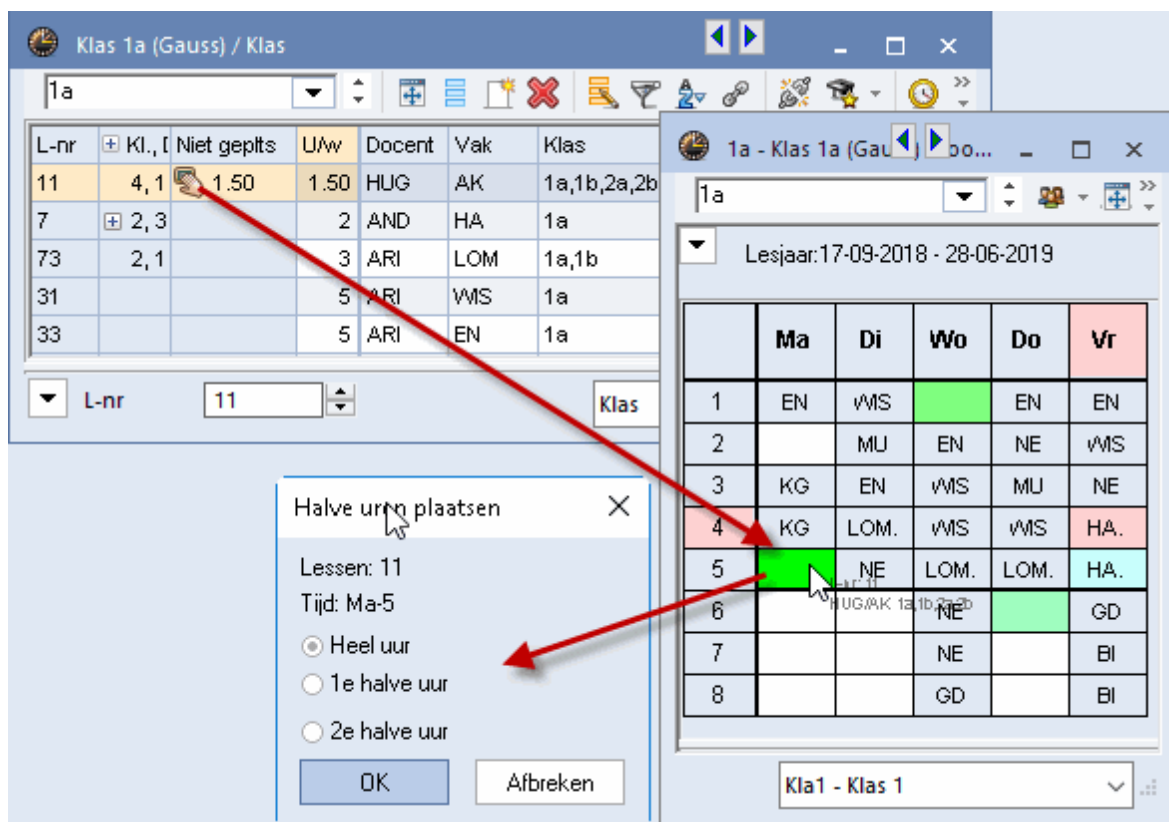 Klas 1a (Gauss) / Klas
1a
L-nr Kl., [ Niet geplts U/w Docent Vak Klas
11 4, 1 1.50 1.50 HUG AK 1a,1b,2a,2b
7 2, 3 2 AND HA 1a
73 2, 1 3 ARI LOM 1a,1b
31 5 ARI WIS 1a
33 5 ARI EN 1a
L-nr 11 Klas
Halve uren plaatsen
Lessen: 11
Tijd: Ma-5
Heel uur
1e halve uur
2e halve uur
OK Afbreken
1a - Klas 1a (Gau
1a
Lesjaar:17-09-2018 - 28-06-2019
Ma Di Wo Do Vr
1 EN WIS EN EN
2 MU EN NE WIS
3 KG EN WIS MU NE
4 KG LOM. WIS WIS HA.
5 NE LOM. LOM. HA.
HUG/AK 1a,1b,2a,2b
6 NE GD
7 NE BI
8 GD BI
Kla1 - Klas 1